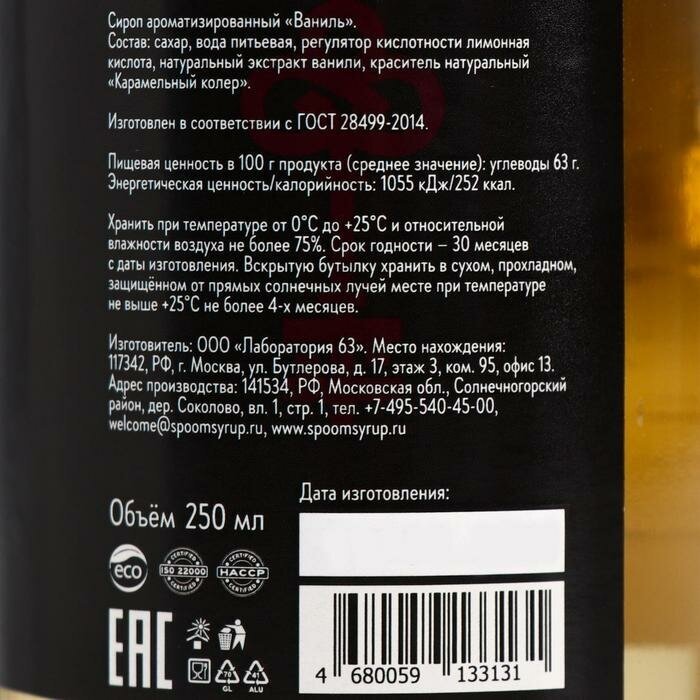 Сироп ароматизированный «Ваниль».
Состав: сахар, вода питьевая, регулятор кислотности лимонная
кислота, натуральный экстракт ванили, краситель натуральный
«Карамельный колер».
Изготовлен в соответствии с ГОСТ 28499-2014.
Пищевая ценность в 100 г продукта (среднее значение): углеводы 63 г.
Энергетическая ценность/калорийность: 1055 кДж/252 ккал.
Хранить при температуре от 0°C до +25°C и относительной
влажности воздуха не более 75%. Срок годности – 30 месяцев
с даты изготовления. Вскрытую бутылку хранить в сухом, прохладном,
защищённом от прямых солнечных лучей месте при температуре
не выше +25°C не более 4-х месяцев.
Изготовитель: ООО «Лаборатория 63». Место нахождения:
117342, РФ, г. Москва, ул. Бутлерова, д. 17, этаж 3, ком. 95, офис 13.
Адрес производства: 141534, РФ, Московская обл., Солнечногорский
район, дер. Соколово, вл. 1, стр. 1, тел. +7-495-540-45-00,
welcome@spoomsyrup.ru, www.spoomsyrup.ru
Объём 250 мл
Дата изготовления:
eco
CERTIFIED ISO 22000 CERTIFIED
CERTIFIED HACCP CERTIFIED
EAC
70 GL
41 ALU
4 680059 133131